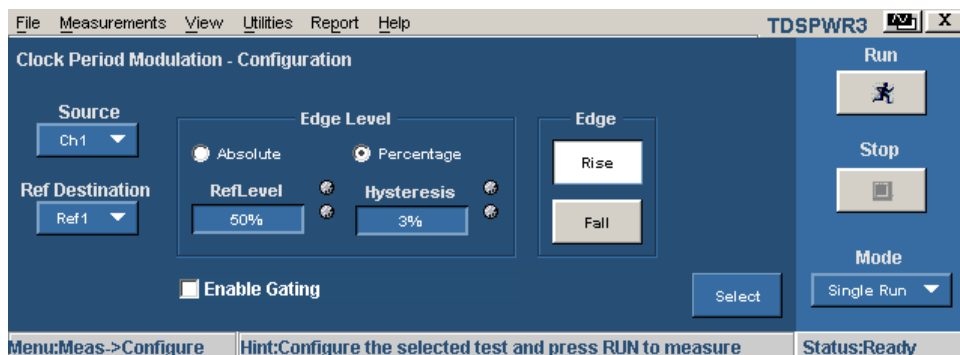 File Measurements View Utilities Report Help TDSPWR3 X
Clock Period Modulation - Configuration
Run
Source
Ch1
Ref Destination
Ref1
Edge Level
Absolute Percentage
RefLevel Hysteresis
50% 3%
Edge
Rise
Fall
Enable Gating
Select
Stop
Mode
Single Run
Menu:Meas->Configure Hint:Configure the selected test and press RUN to measure Status:Ready